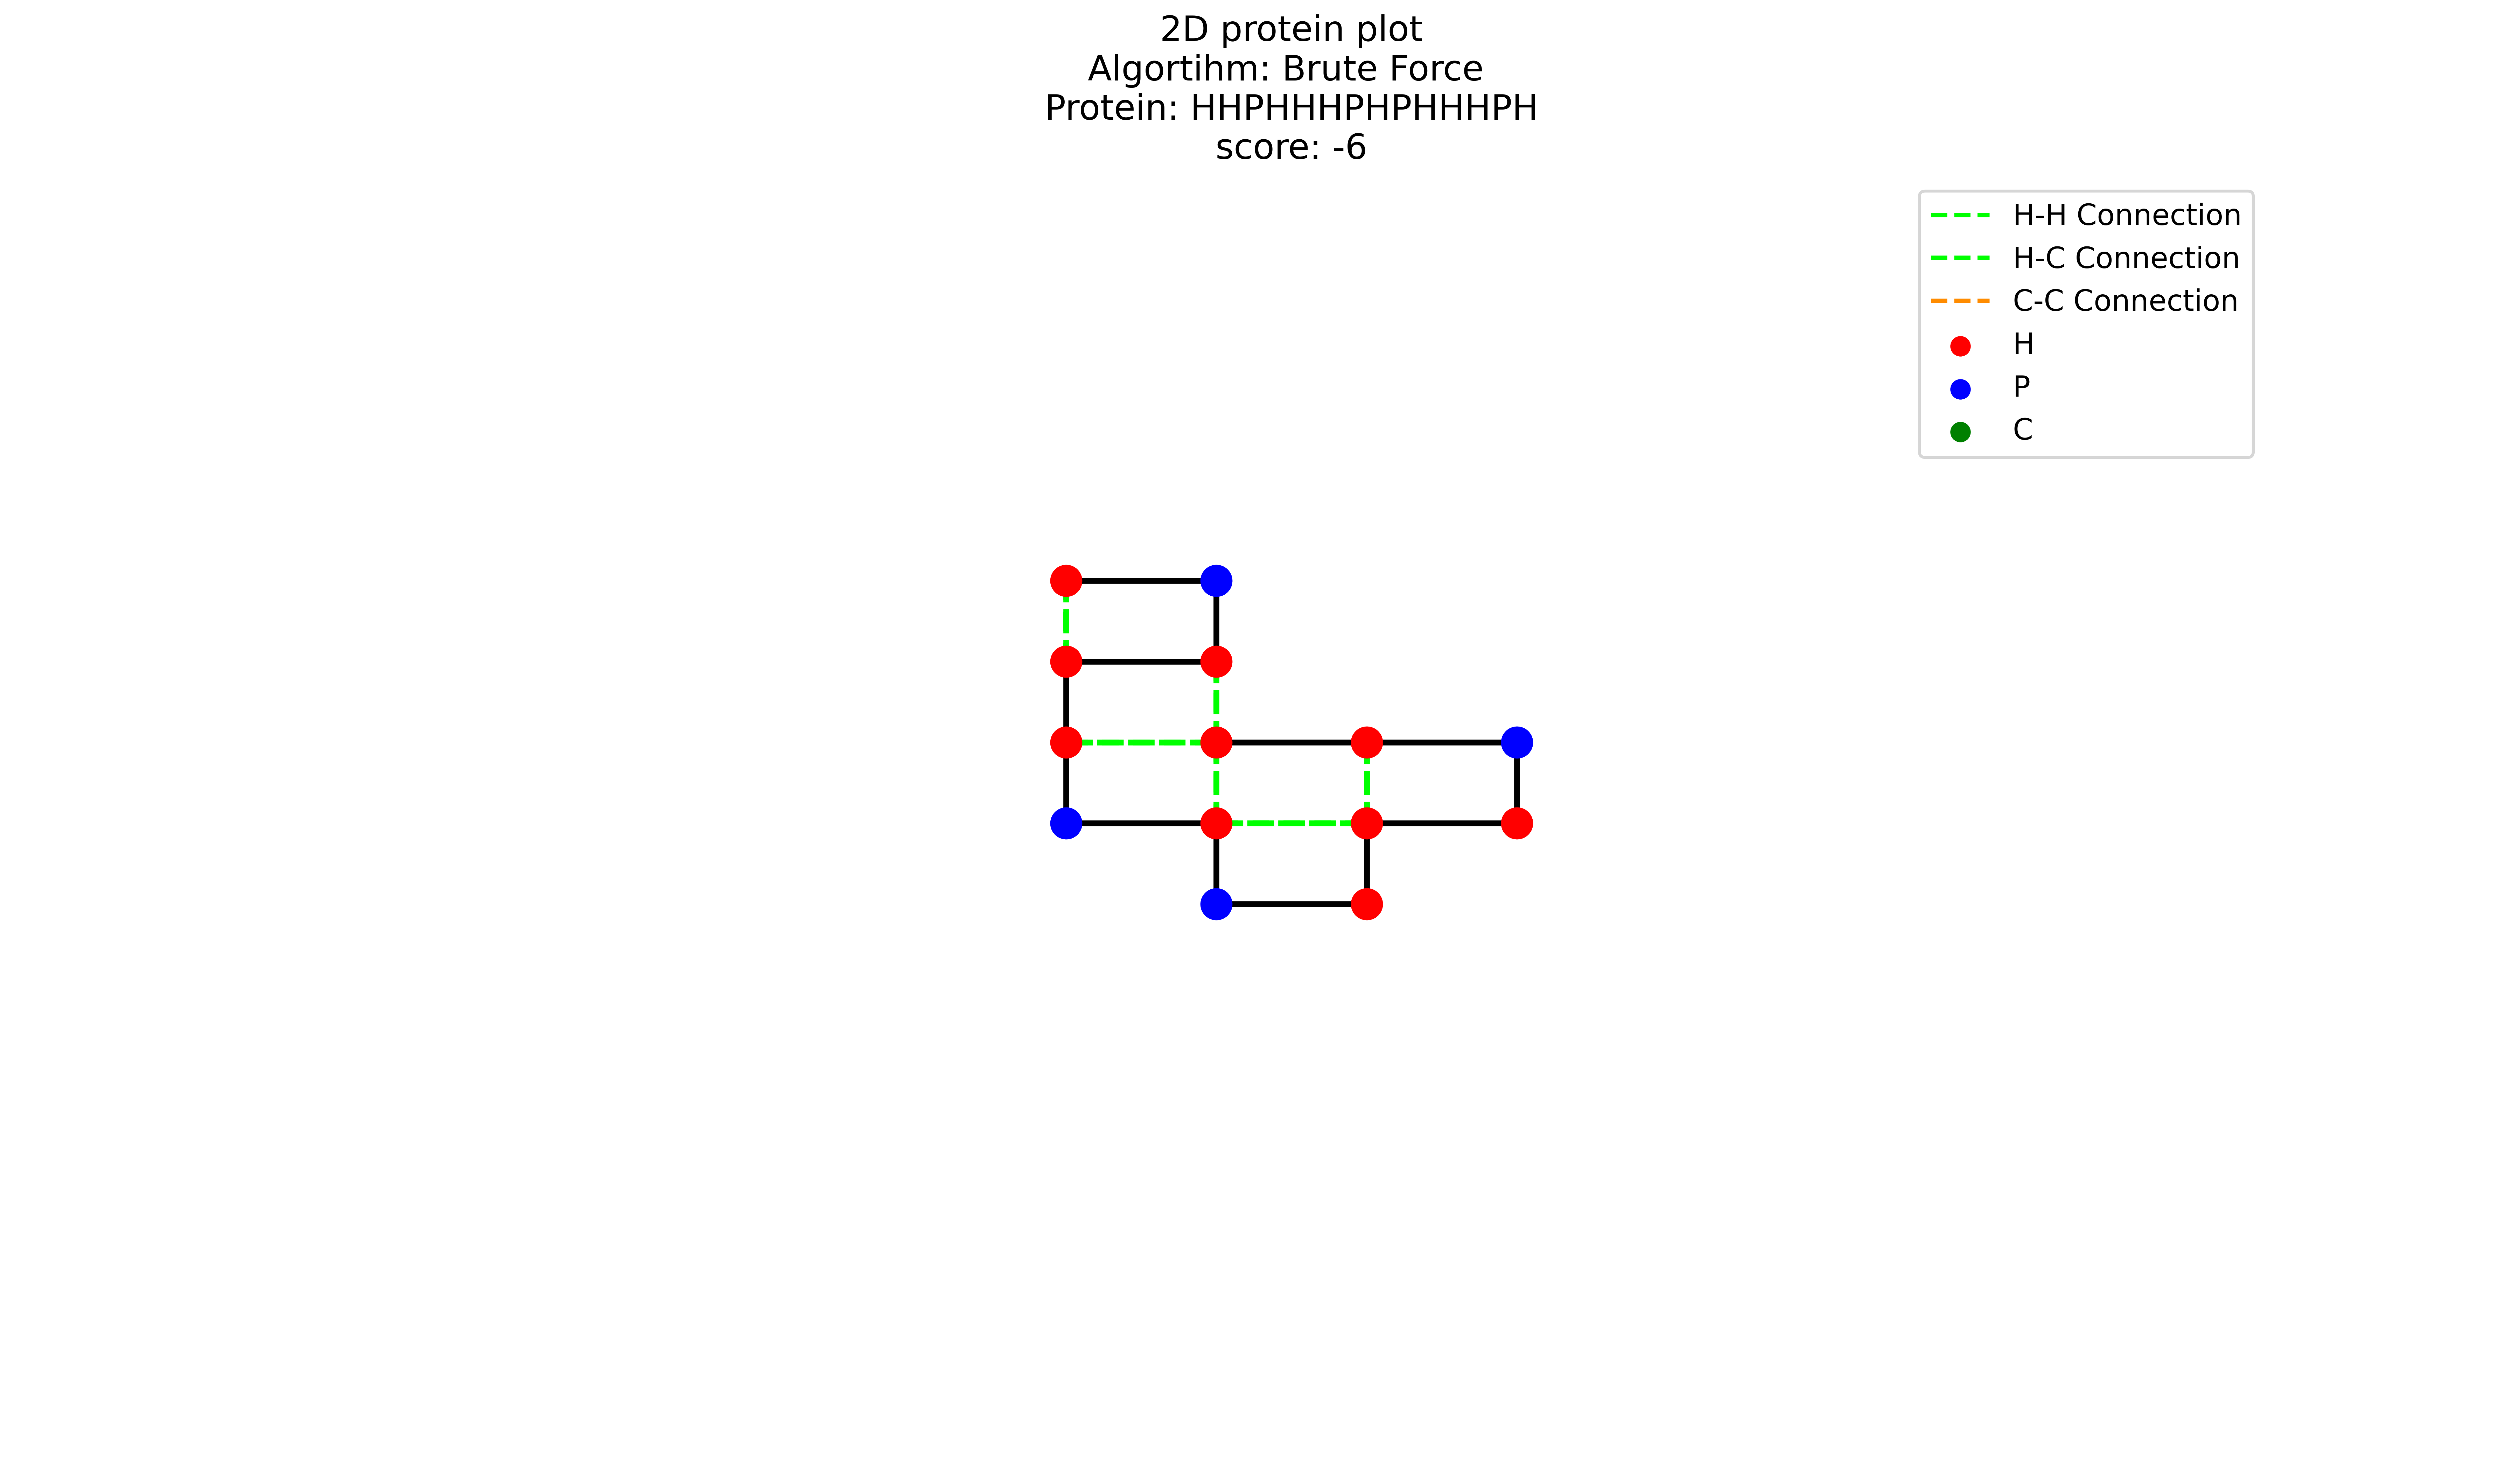 2D protein plot
Algortihm: Brute Force
Protein: HHPHHHPHPHHHPH
score: -6
H-H Connection
H-C Connection
C-C Connection
H
P
C